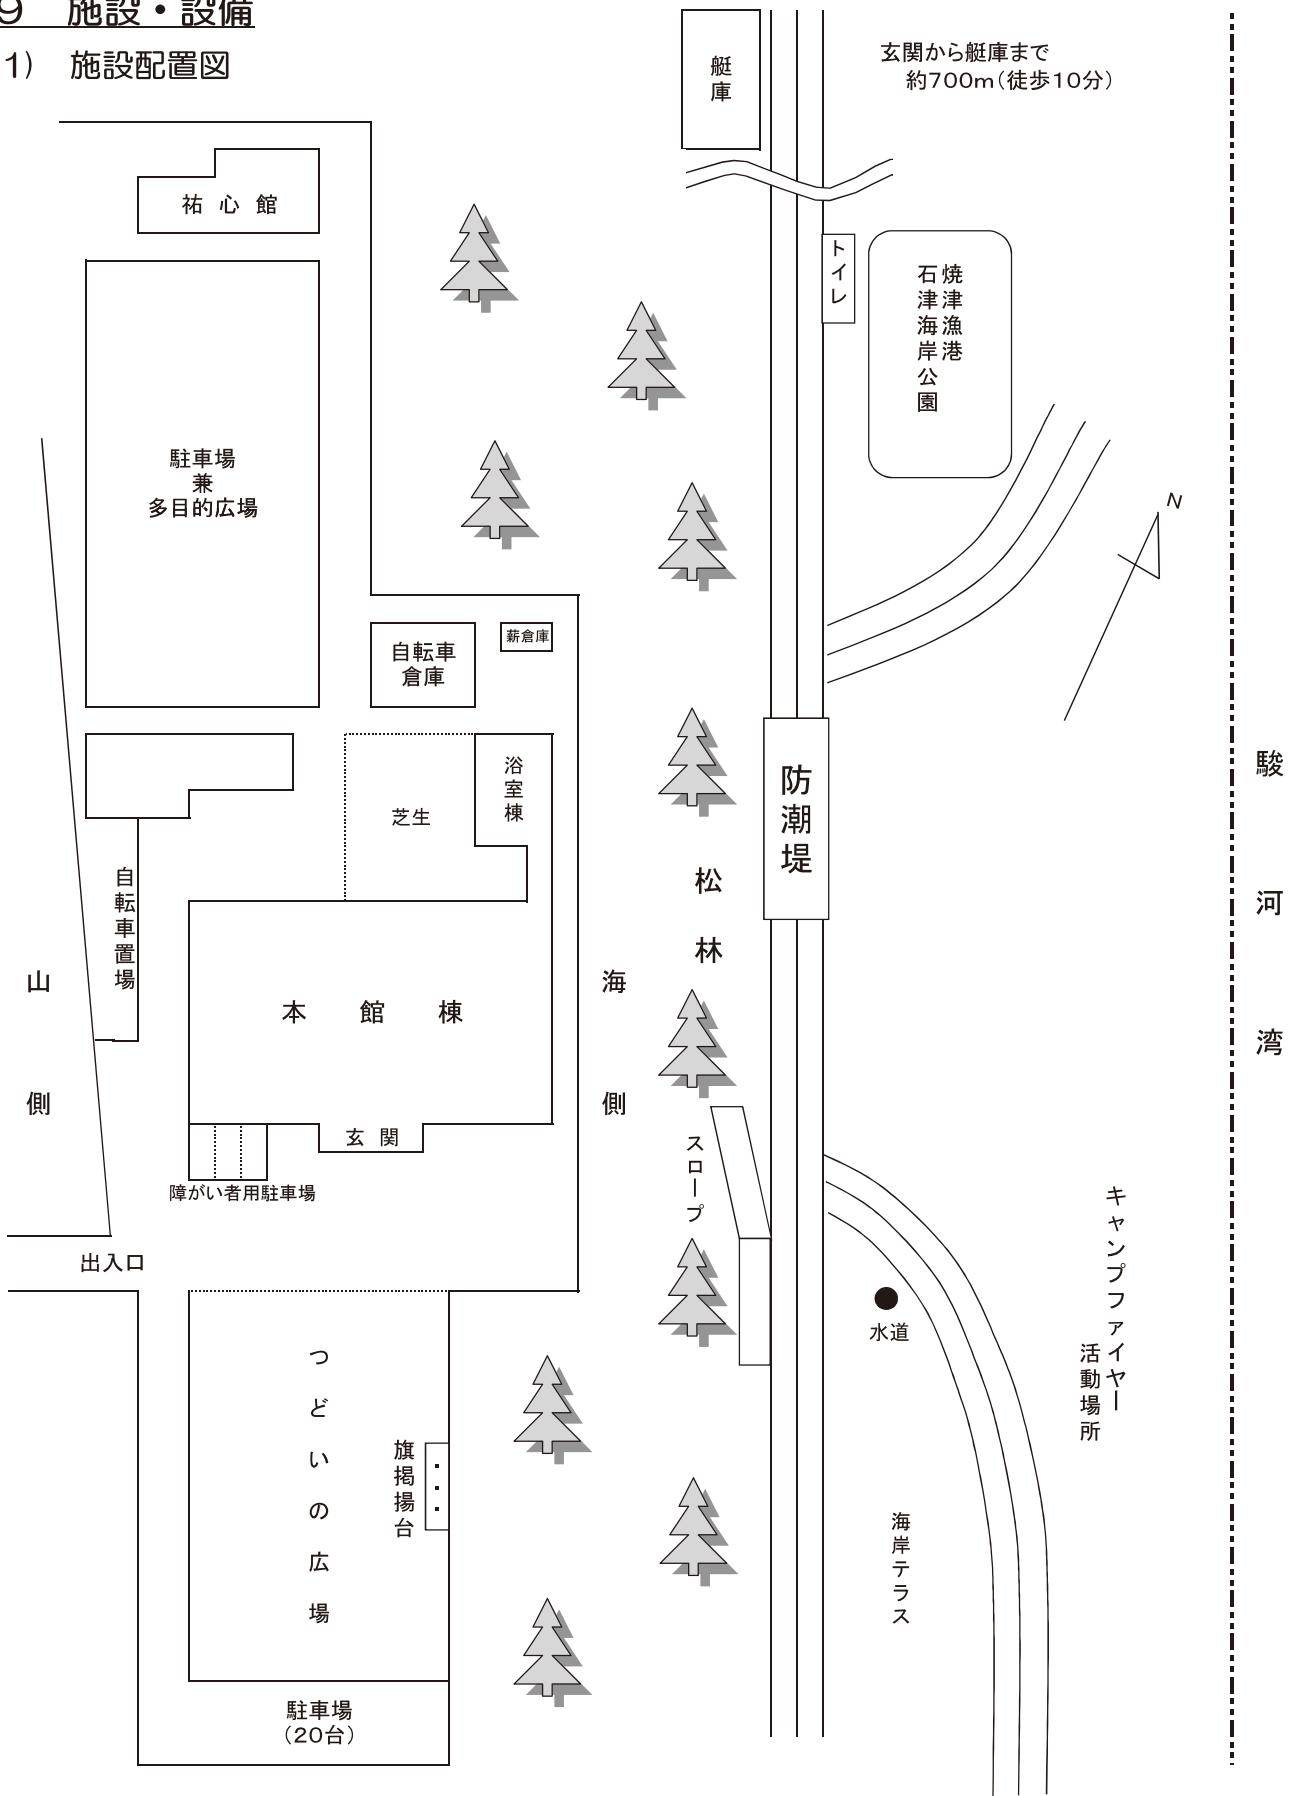 9　施設・設備
1)　施設配置図
艇庫
玄関から艇庫まで
約700m（徒歩10分）
祐心館
トイレ
焼津漁港
石津海岸公園
駐車場
兼
多目的広場
N
自転車
倉庫
薪倉庫
浴室棟
芝生
防潮堤
駿河湾
松林
自転車置場
山側
本館棟
海側
玄関
障がい者用駐車場
スロープ
出入口
水道
キャンプファイヤー
活動場所
つどいの広場
旗掲揚台
海岸テラス
駐車場
（20台）